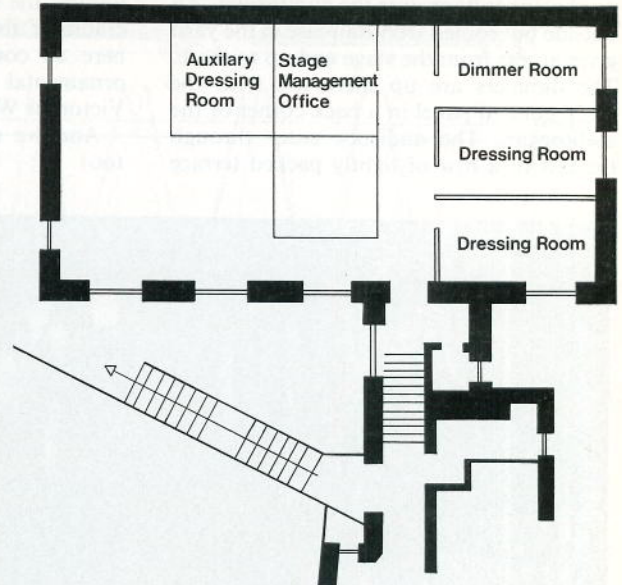 Auxilary
Dressing
Room
Stage
Management
Office
Dimmer Room
Dressing Room
Dressing Room